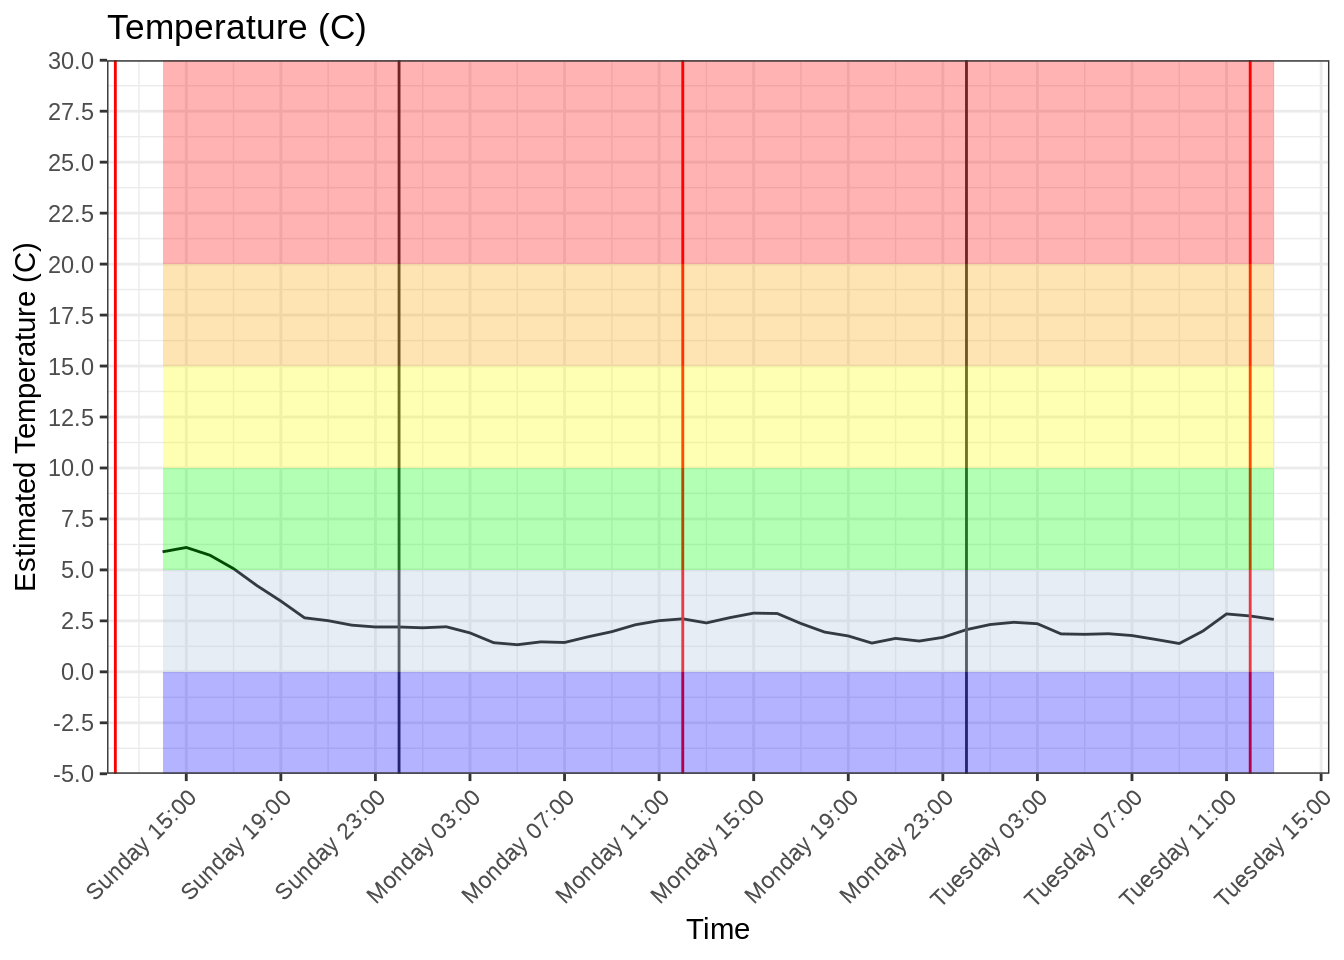 Temperature (C)
Estimated Temperature (C)
30.0
27.5
25.0
22.5
20.0
17.5
15.0
12.5
10.0
7.5
5.0
2.5
0.0
-2.5
-5.0
Sunday 15:00
Sunday 19:00
Sunday 23:00
Monday 03:00
Monday 07:00
Monday 11:00
Monday 15:00
Monday 19:00
Monday 23:00
Tuesday 03:00
Tuesday 07:00
Tuesday 11:00
Tuesday 15:00
Time